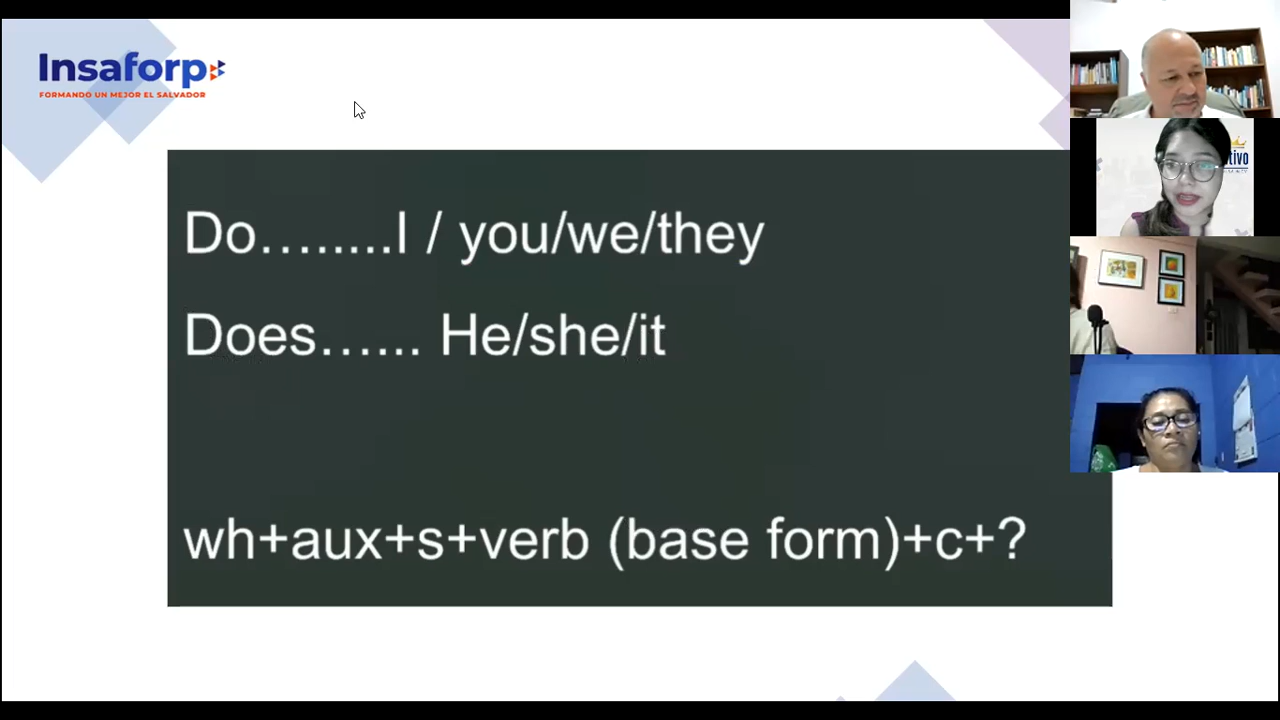 Insaforp
FORMANDO UN MEJOR EL SALVADOR
Do….....I / you/we/they
Does…... He/she/it
wh+aux+s+verb (base form)+c+?